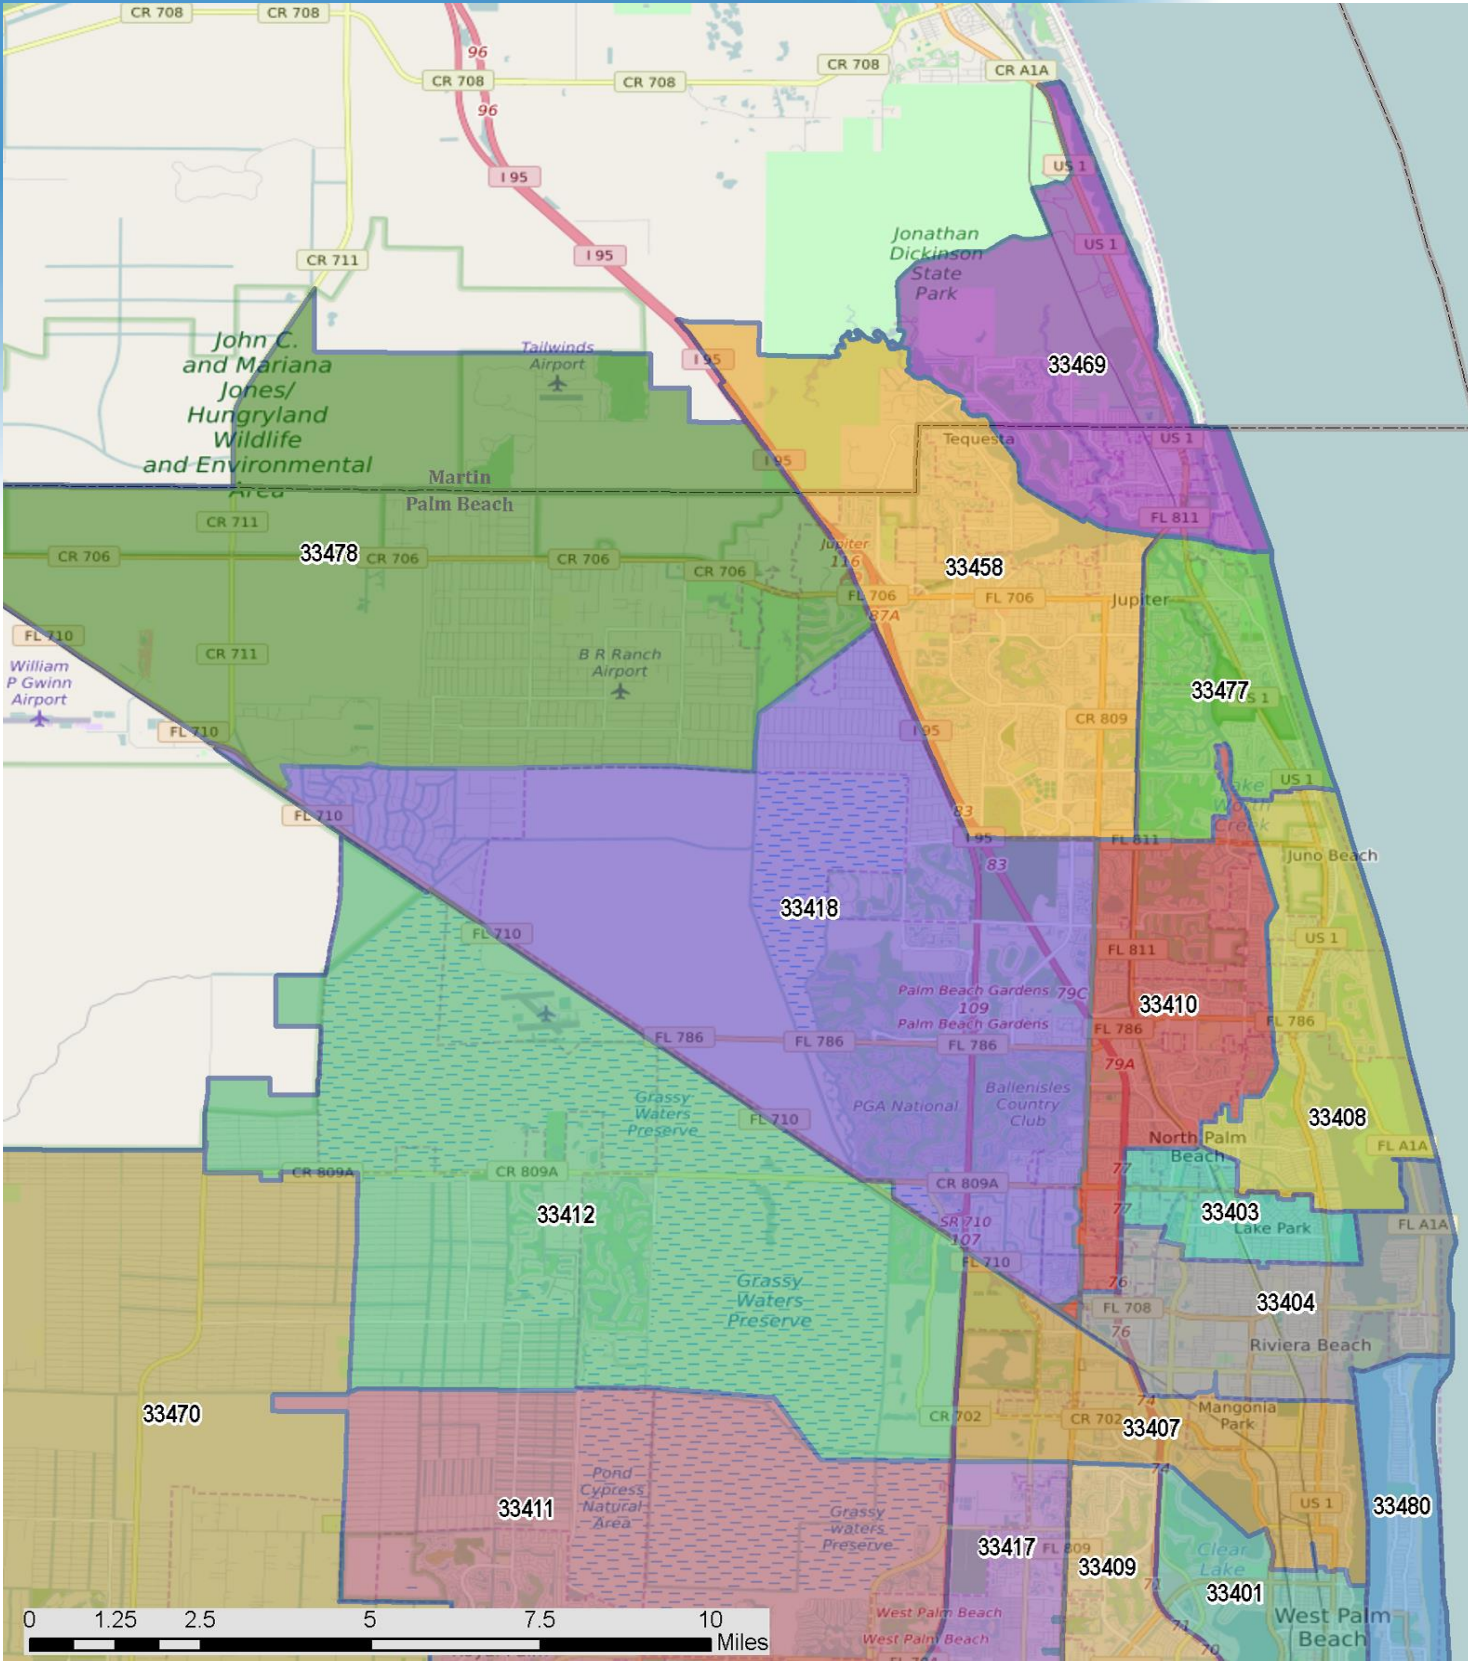 CR 708
CR 708
96
CR 708
CR 708
CR 708
CR A1A
96
I 95
US 1
I 95
CR 711
Jonathan
Dickinson
State
Park
US 1
John C.
and Mariana
Jones/
Hungryland
Wildlife
and Environmental
Area
Tailwinds
Airport
I 95
33469
Tequesta
US 1
I 95
Martin
Palm Beach
CR 711
FL 811
CR 706
33478
CR 706
CR 706
CR 706
Jupiter
116
33458
FL 706
FL 706
Jupiter
87A
FL 710
William
P Gwinn
Airport
CR 711
B R Ranch
Airport
33477
US 1
FL 710
I 95
CR 809
Lake
Worth
Creek
US 1
FL 710
83
I 95
FL 811
83
Juno Beach
33418
FL 710
FL 811
US 1
Palm Beach Gardens
109
Palm Beach Gardens
79C
33410
FL 786
FL 786
FL 786
FL 786
FL 786
79A
Grassy
Waters
Preserve
FL 710
PGA National
Ballenisles
Country
Club
33408
North Palm
Beach
FL A1A
CR 809A
CR 809A
CR 809A
77
33412
SR 710
107
77
33403
Lake Park
FL A1A
FL 710
76
Grassy
Waters
Preserve
FL 708
76
33404
Riviera Beach
33470
CR 702
CR 702
74
33407
Mangonia
Park
74
33411
Pond
Cypress
Natural
Area
Grassy
waters
Preserve
US 1
33480
33417
FL 809
33409
Clear
Lake
71
33401
West Palm Beach
West Palm Beach
71
70
West Palm
Beach
0 1.25 2.5 5 7.5 10
Miles